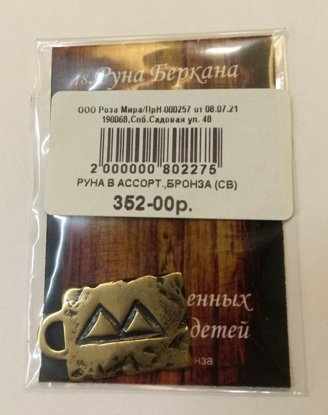 18. Руна Беркана
ООО Роза Мира/ПрН-000257 от 08.07.21
190068,Спб.Садовая ул. 48
2 000000 802275
РУНА В АССОРТ.,БРОНЗА (СВ)
352-00р.
енных
детей
нза